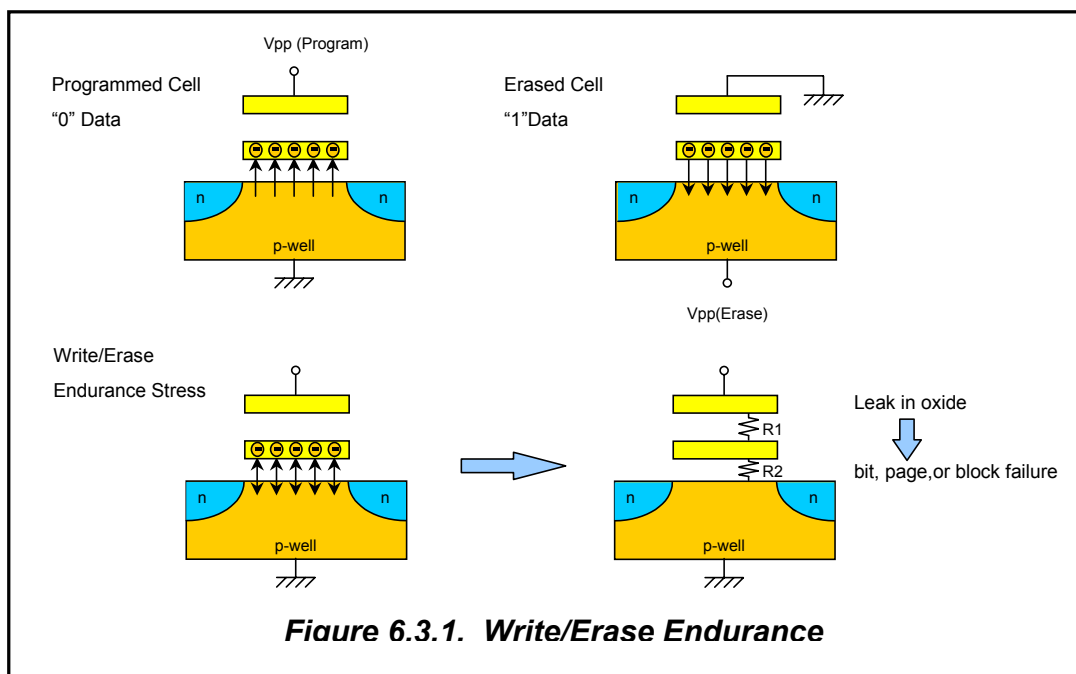 Vpp (Program)
Programmed Cell
“0” Data
n
n
p-well
Erased Cell
“1”Data
n
n
p-well
Vpp(Erase)
Write/Erase
Endurance Stress
n
n
p-well
R1
R2
n
n
p-well
Leak in oxide
bit, page,or block failure
Figure 6.3.1. Write/Erase Endurance